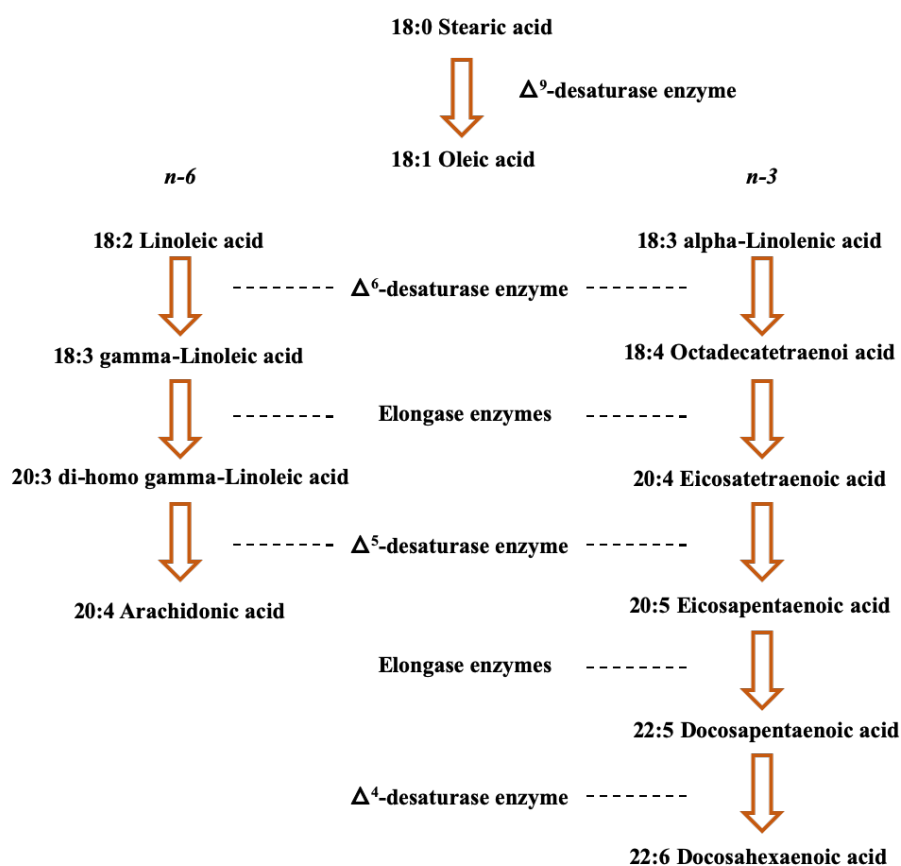 18:0 Stearic acid
Δ⁹-desaturase enzyme
18:1 Oleic acid
n-6
n-3
18:2 Linoleic acid
18:3 alpha-Linolenic acid
Δ⁶-desaturase enzyme
18:3 gamma-Linoleic acid
18:4 Octadecatetraenoi acid
Elongase enzymes
20:3 di-homo gamma-Linoleic acid
20:4 Eicosatetraenoic acid
Δ⁵-desaturase enzyme
20:4 Arachidonic acid
20:5 Eicosapentaenoic acid
Elongase enzymes
22:5 Docosapentaenoic acid
Δ⁴-desaturase enzyme
22:6 Docosahexaenoic acid